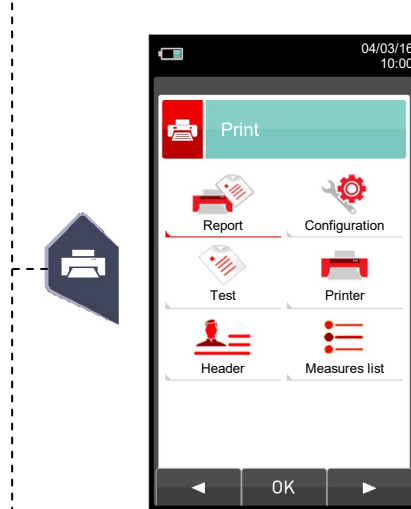 04/03/16
10:00
Print
Report Configuration
Test Printer
Header Measures list
OK